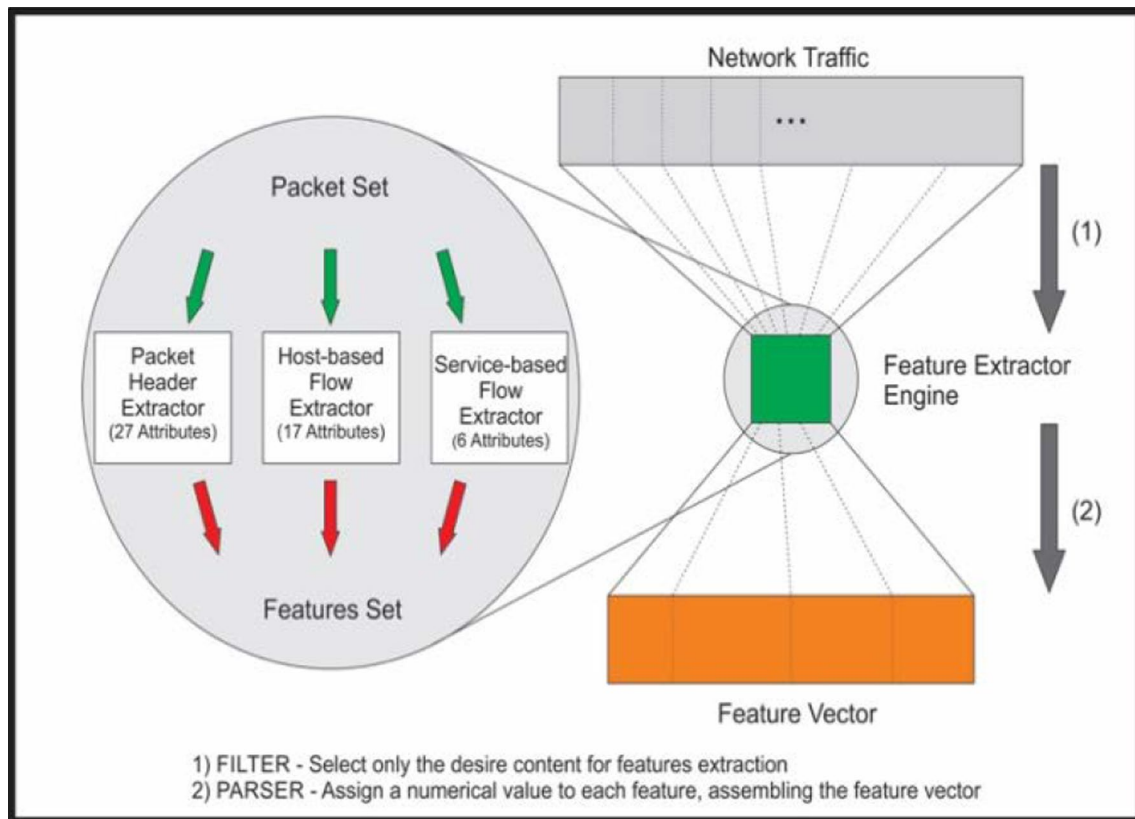 Network Traffic
...
Packet Set
(1)
Packet
Header
Extractor
(27 Attributes)
Host-based
Flow
Extractor
(17 Attributes)
Service-based
Flow
Extractor
(6 Attributes)
Feature Extractor
Engine
(2)
Features Set
Feature Vector
1) FILTER - Select only the desire content for features extraction
2) PARSER - Assign a numerical value to each feature, assembling the feature vector